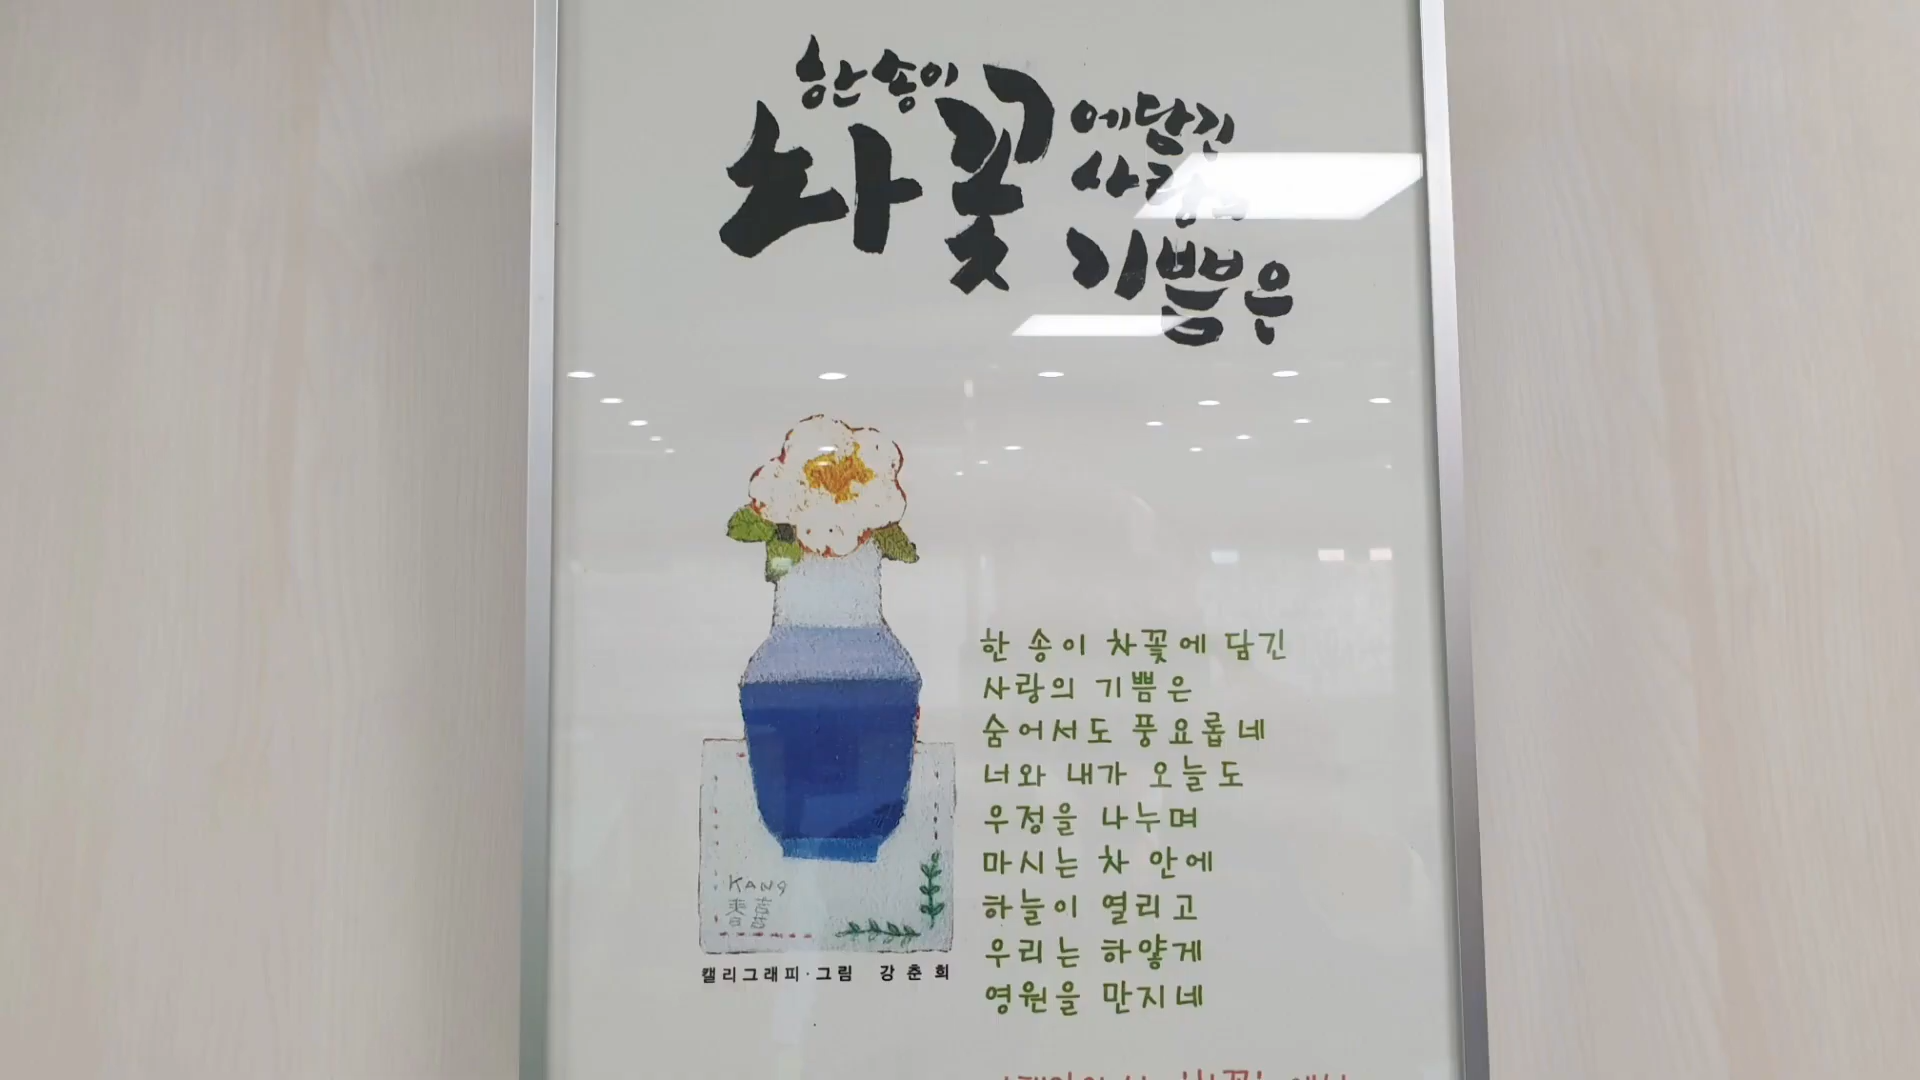 한 송이
차꽃
에 담긴
사랑의
기쁨은
한 송이 차꽃에 담긴
사랑의 기쁨은
숨어서도 풍요롭네
너와 내가 오늘도
우정을 나누며
마시는 차 안에
하늘이 열리고
우리는 하얗게
영원을 만지네
KANG
春喜
캘리그래피·그림 강춘희